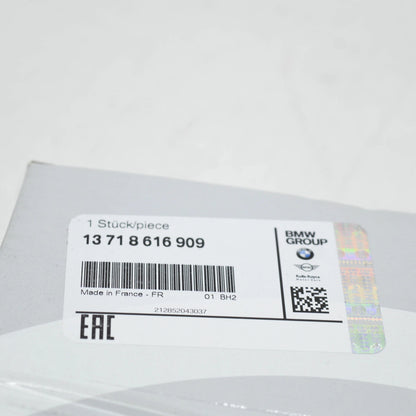 1 Stück/piece
13 71 8 616 909
Made in France - FR 01 BH2
212852043037
EAC
BMW
GROUP